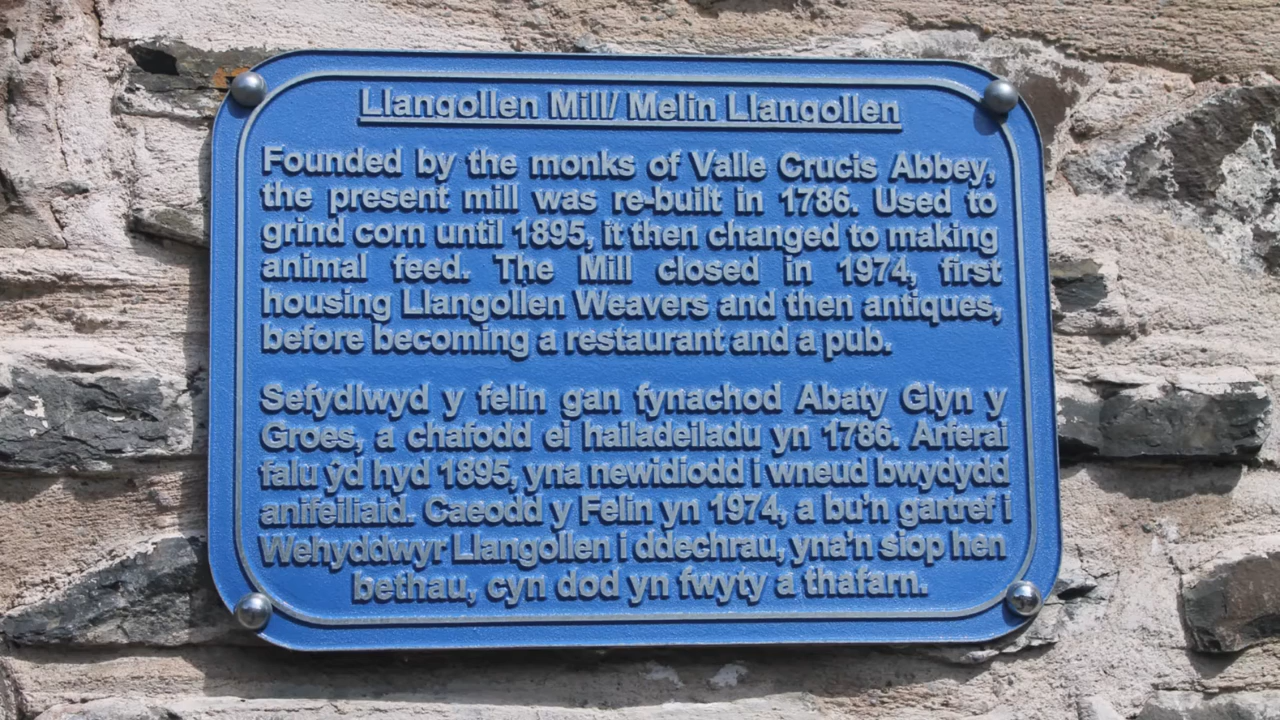 Llangollen Mill/ Melin Llangollen
Founded by the monks of Valle Crucis Abbey,
the present mill was re-built in 1786. Used to
grind corn until 1895, it then changed to making
animal feed. The Mill closed in 1974, first
housing Llangollen Weavers and then antiques,
before becoming a restaurant and a pub.
Sefydlwyd y felin gan fynachod Abaty Glyn y
Groes, a chafodd ei hailadeiladu yn 1786. Arferai
falu ŷd hyd 1895, yna newidiodd i wneud bwydydd
anifeiliaid. Caeodd y Felin yn 1974, a bu'n gartref i
Wehyddwyr Llangollen i ddechrau, yna'n siop hen
bethau, cyn dod yn fwyty a thafarn.